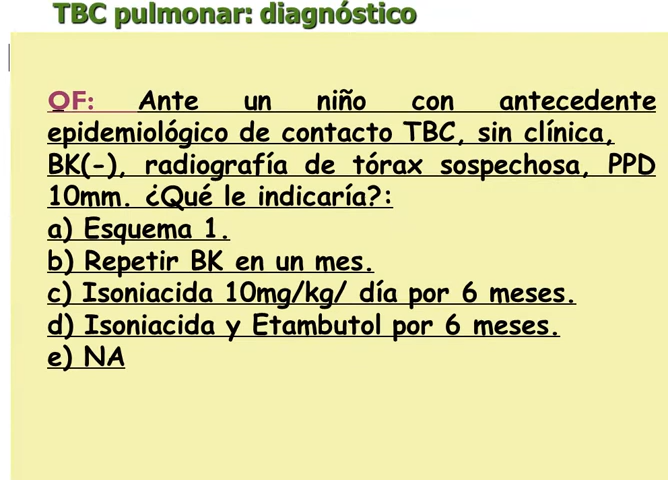 TBC pulmonar: diagnóstico
QF: Ante un niño con antecedente
epidemiológico de contacto TBC, sin clínica,
BK(-), radiografía de tórax sospechosa, PPD
10mm. ¿Qué le indicaría?:
a) Esquema 1.
b) Repetir BK en un mes.
c) Isoniacida 10mg/kg/ día por 6 meses.
d) Isoniacida y Etambutol por 6 meses.
e) NA